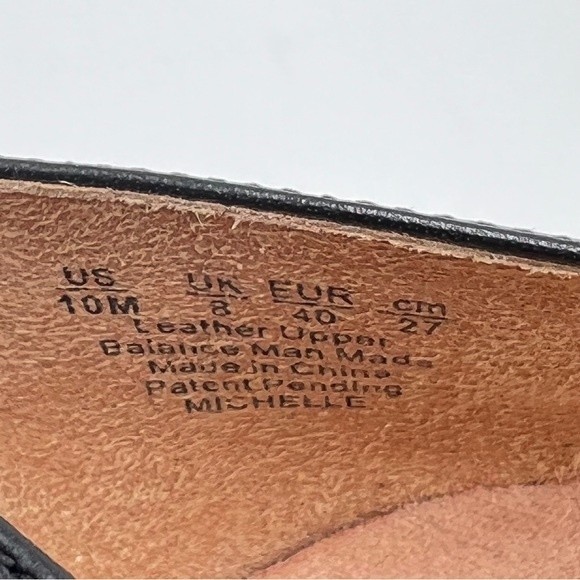 US UK EUR cm
10M 8 40 27
Leather Upper
Balance Man Made
Made in China
Patent Pending
MICHELLE